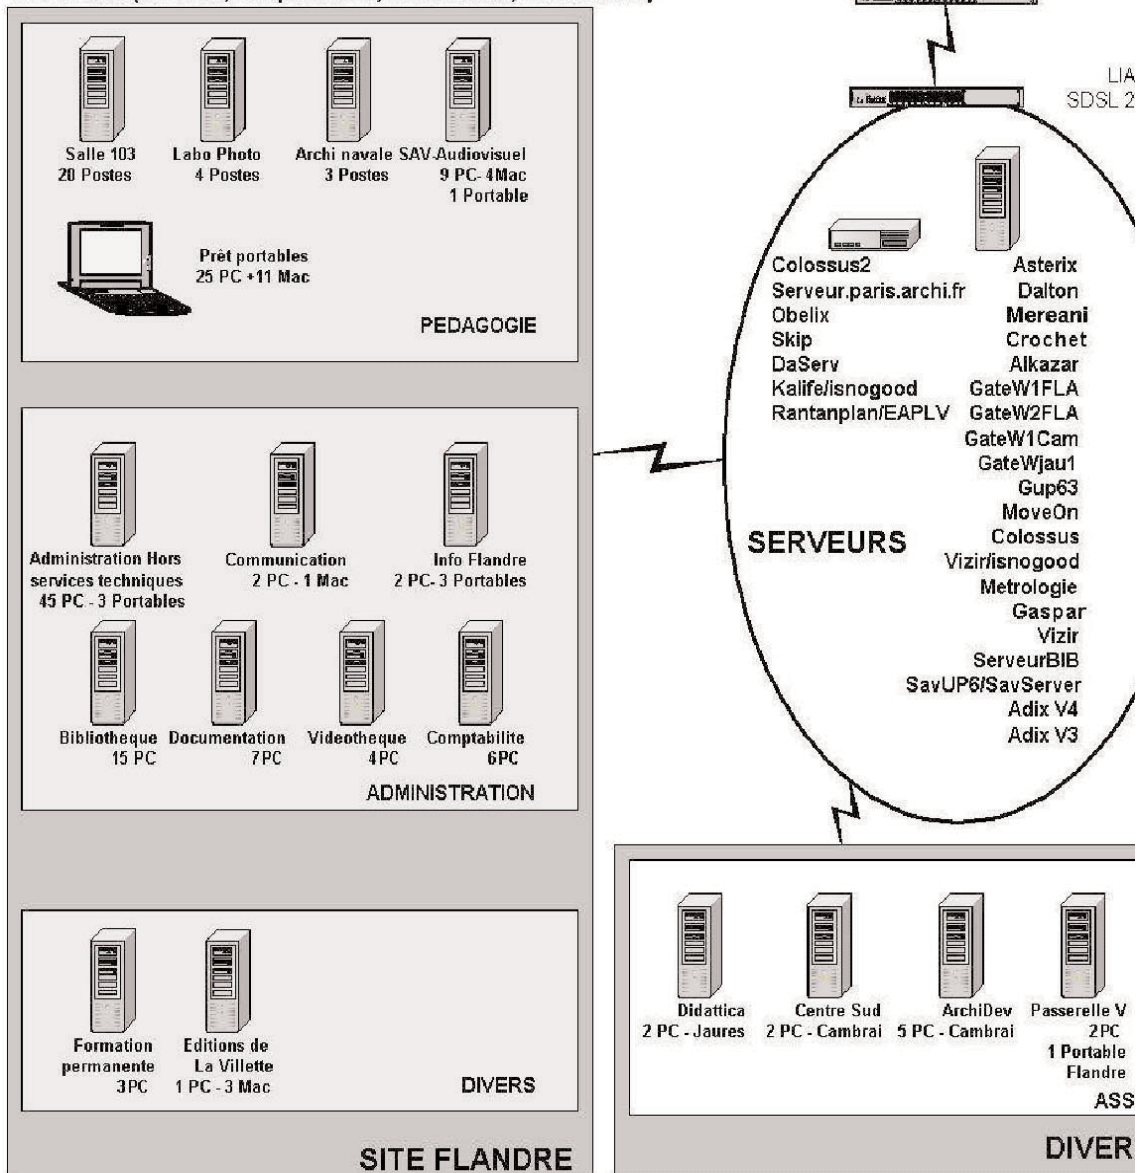 Salle 103
20 Postes
Labo Photo
4 Postes
Archi navale
3 Postes
SAV-Audiovisuel
9 PC- 4Mac
1 Portable
Prêt portables
25 PC +11 Mac
PEDAGOGIE
Administration Hors
services techniques
45 PC - 3 Portables
Communication
2 PC - 1 Mac
Info Flandre
2 PC- 3 Portables
Bibliotheque
15 PC
Documentation
7PC
Videotheque
4PC
Comptabilite
6PC
ADMINISTRATION
Formation
permanente
3PC
Editions de
La Villette
1 PC - 3 Mac
DIVERS
SITE FLANDRE
LIA
SDSL 2
Colossus2
Serveur.paris.archi.fr
Obelix
Skip
DaServ
Kalife/isnogood
Rantanplan/EAPLV
Asterix
Dalton
Mereani
Crochet
Alkazar
GateW1FLA
GateW2FLA
GateW1Cam
GateWjau1
Gup63
MoveOn
Colossus
Vizir/isnogood
Metrologie
Gaspar
Vizir
ServeurBIB
SavUP6/SavServer
Adix V4
Adix V3
SERVEURS
Didattica
2 PC - Jaures
Centre Sud
2 PC - Cambrai
ArchiDev
5 PC - Cambrai
Passerelle V
2PC
1 Portable
Flandre
ASS
DIVER